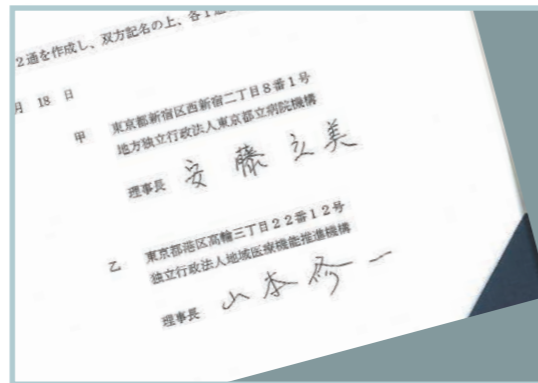 2通を作成し、双方記名の上、各1通
月 18 日
甲 東京都新宿区西新宿二丁目8番1号
地方独立行政法人東京都立病院機構
理事長 安藤立美
乙 東京都港区高輪三丁目22番12号
独立行政法人地域医療機能推進機構
理事長 山本修一